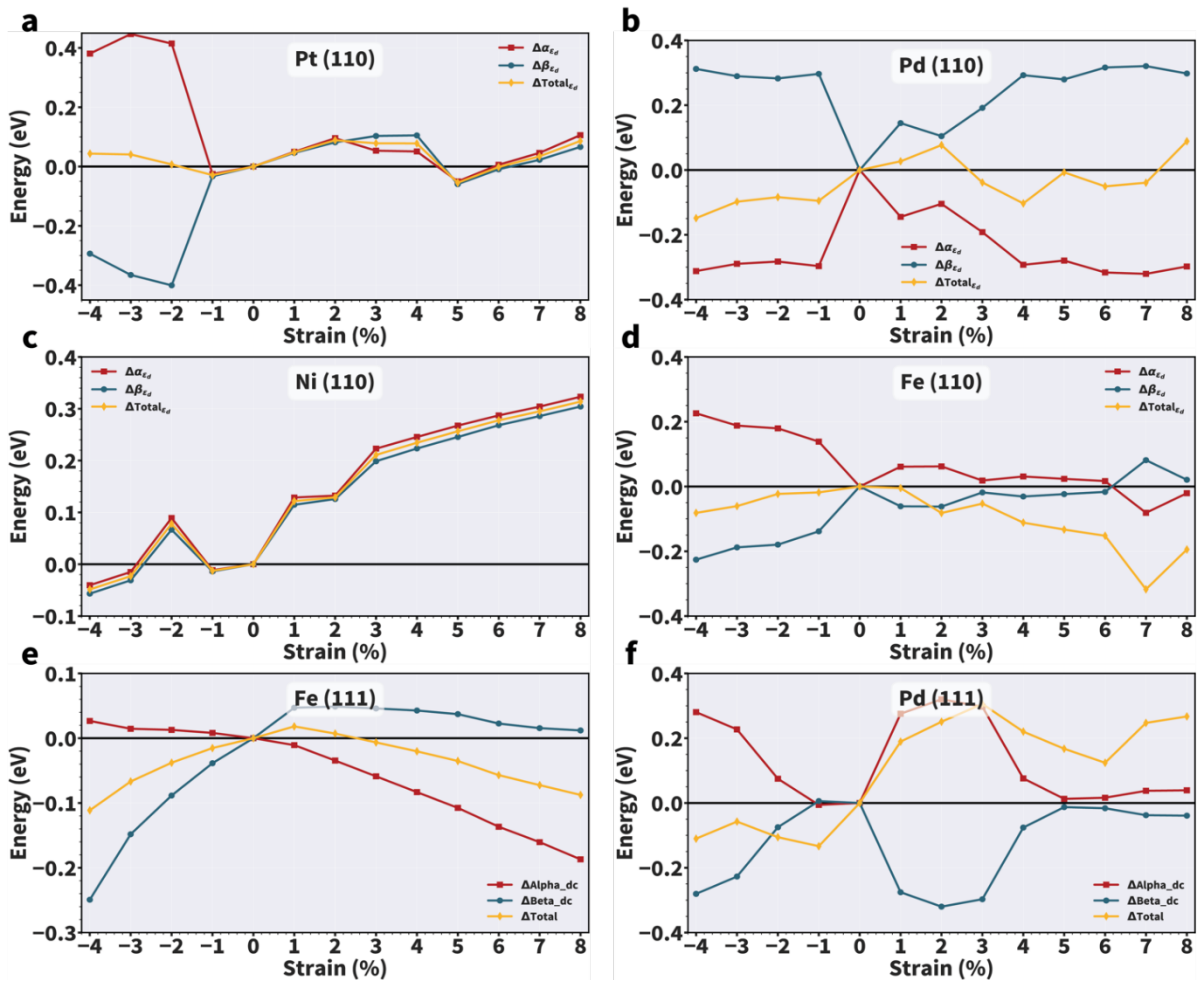 a
Pt (110)
Δα_εd
Δβ_εd
ΔTotal_εd
Energy (eV)
0.4
0.2
0.0
−0.2
−0.4
−4 −3 −2 −1 0 1 2 3 4 5 6 7 8
Strain (%)
b
Pd (110)
Δα_εd
Δβ_εd
ΔTotal_εd
Energy (eV)
0.4
0.2
0.0
−0.2
−0.4
−4 −3 −2 −1 0 1 2 3 4 5 6 7 8
Strain (%)
c
Ni (110)
Δα_εd
Δβ_εd
ΔTotal_εd
Energy (eV)
0.4
0.3
0.2
0.1
0.0
−0.1
−4 −3 −2 −1 0 1 2 3 4 5 6 7 8
Strain (%)
d
Fe (110)
Δα_εd
Δβ_εd
ΔTotal_εd
Energy (eV)
0.4
0.2
0.0
−0.2
−0.4
−4 −3 −2 −1 0 1 2 3 4 5 6 7 8
Strain (%)
e
Fe (111)
ΔAlpha_dc
ΔBeta_dc
ΔTotal
Energy (eV)
0.1
0.0
−0.1
−0.2
−0.3
−4 −3 −2 −1 0 1 2 3 4 5 6 7 8
Strain (%)
f
Pd (111)
ΔAlpha_dc
ΔBeta_dc
ΔTotal
Energy (eV)
0.4
0.2
0.0
−0.2
−0.4
−4 −3 −2 −1 0 1 2 3 4 5 6 7 8
Strain (%)